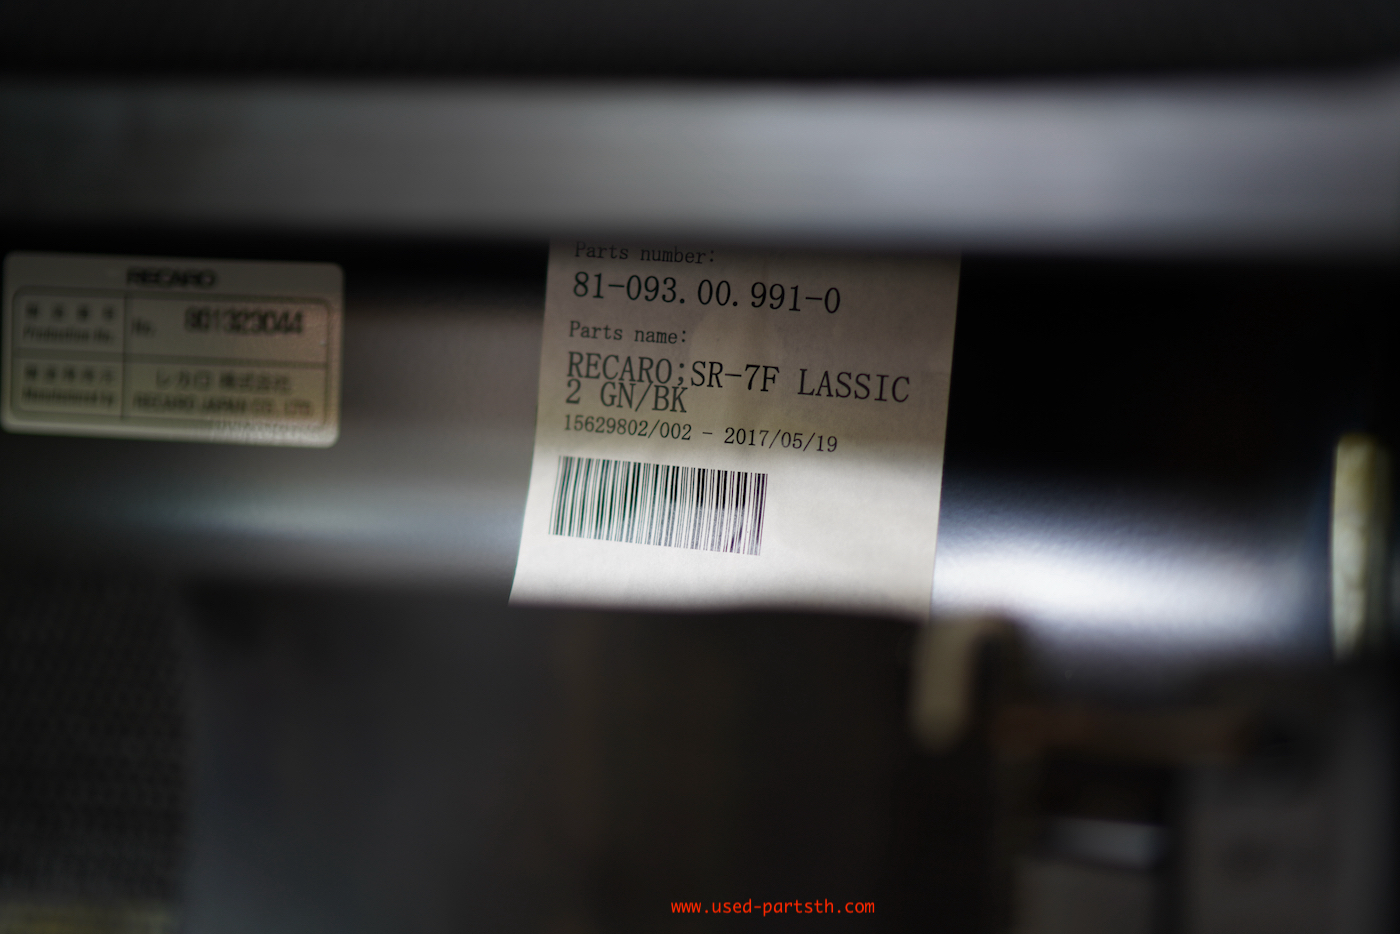 RECARO
Production No.
No.
レカロ 株式会社
RECARO JAPAN CO., LTD.
Parts number:
81-093.00.991-0
Parts name:
RECARO;SR-7F LASSIC
2 GN/BK
15629802/002 - 2017/05/19
www.used-partsth.com